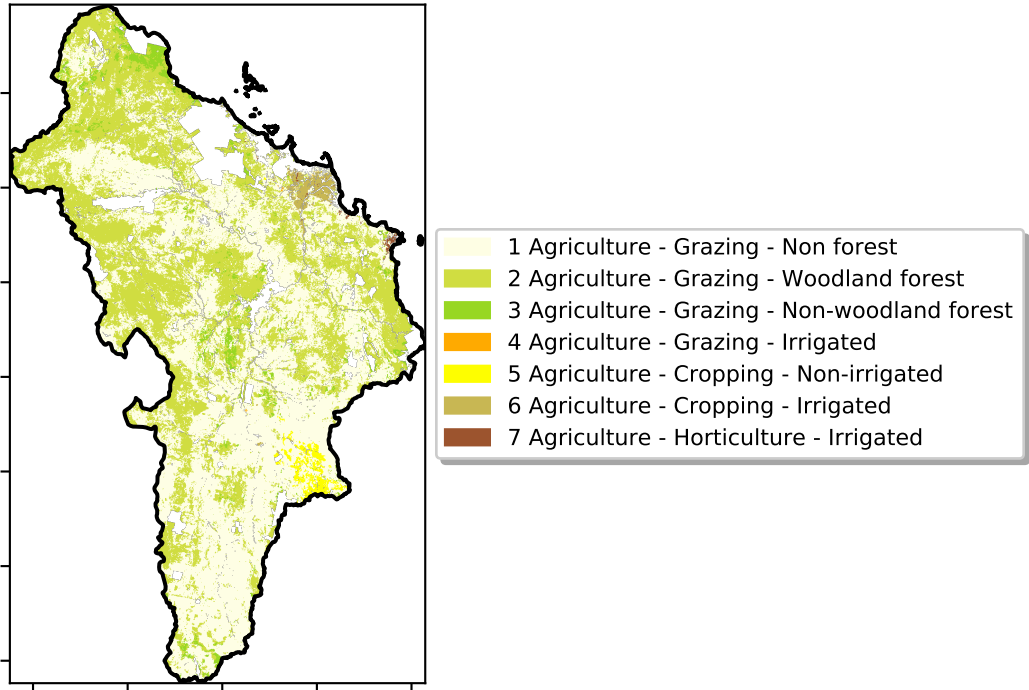 1 Agriculture - Grazing - Non forest
2 Agriculture - Grazing - Woodland forest
3 Agriculture - Grazing - Non-woodland forest
4 Agriculture - Grazing - Irrigated
5 Agriculture - Cropping - Non-irrigated
6 Agriculture - Cropping - Irrigated
7 Agriculture - Horticulture - Irrigated